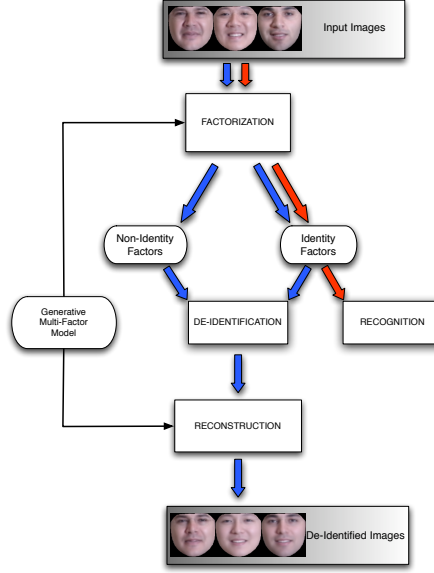 Input Images
FACTORIZATION
Non-Identity
Factors
Identity
Factors
Generative
Multi-Factor
Model
DE-IDENTIFICATION
RECOGNITION
RECONSTRUCTION
De-Identified Images